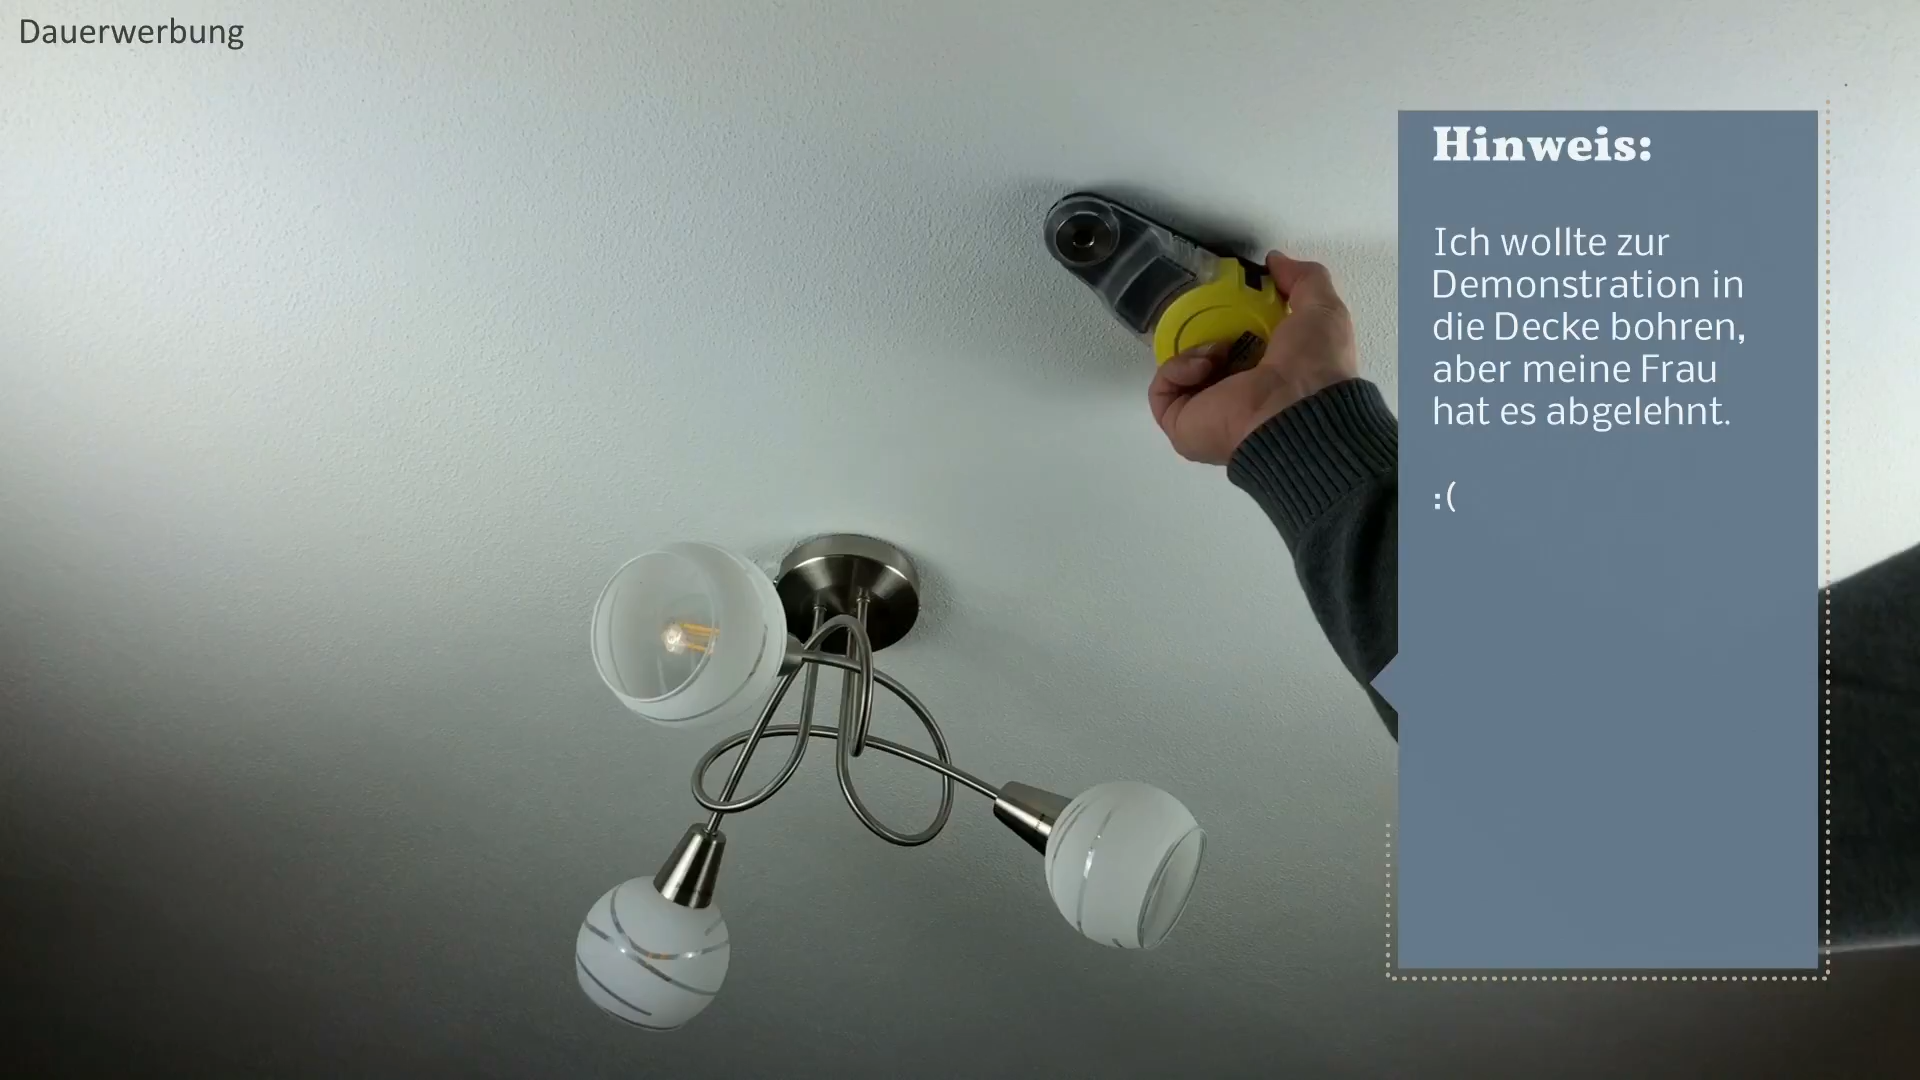 Dauerwerbung
Hinweis:
Ich wollte zur
Demonstration in
die Decke bohren,
aber meine Frau
hat es abgelehnt.
:(